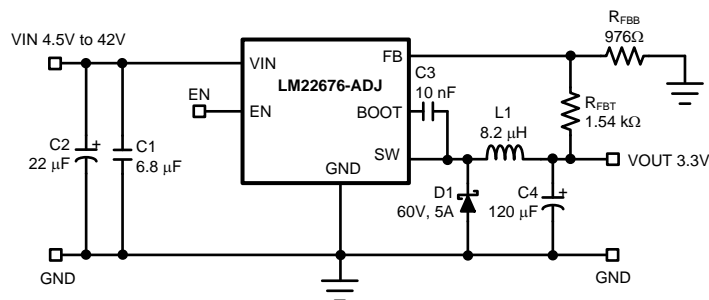 R_FBB
976Ω
VIN 4.5V to 42V
VIN
FB
LM22676-ADJ
C3
10 nF
EN
EN
BOOT
L1
8.2 μH
R_FBT
1.54 kΩ
C2
22 μF
+
C1
6.8 μF
SW
VOUT 3.3V
GND
D1
60V, 5A
C4
120 μF
+
GND
GND